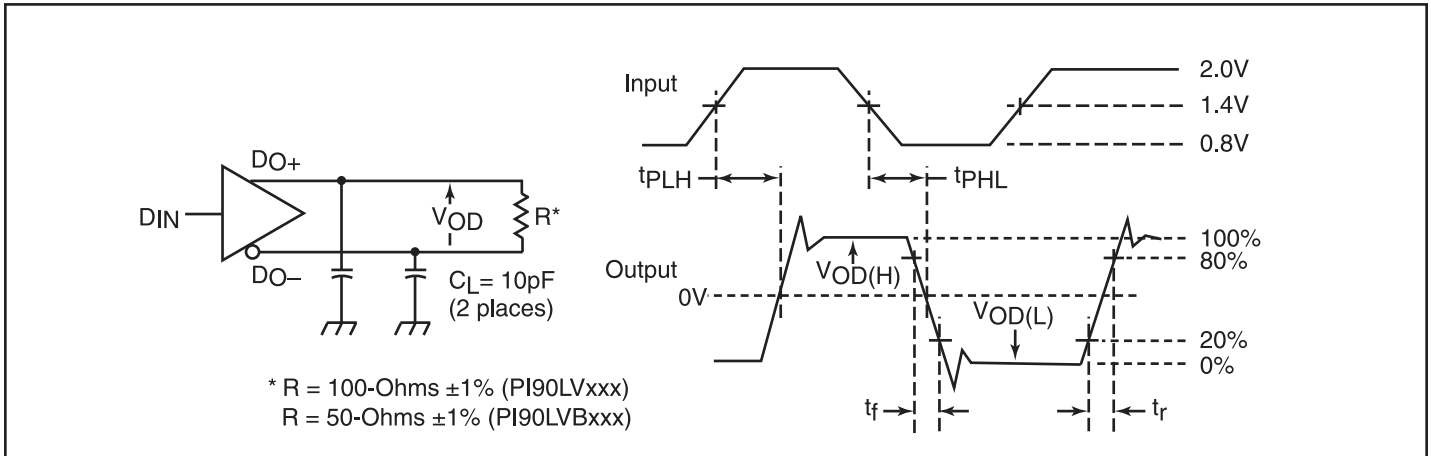 DIN
DO+
DO–
VOD
R*
CL= 10pF
(2 places)
* R = 100-Ohms ±1% (PI90LVxxx)
R = 50-Ohms ±1% (PI90LVBxxx)
Input
2.0V
1.4V
0.8V
tPLH
tPHL
Output
0V
VOD(H)
VOD(L)
100%
80%
20%
0%
tf
tr